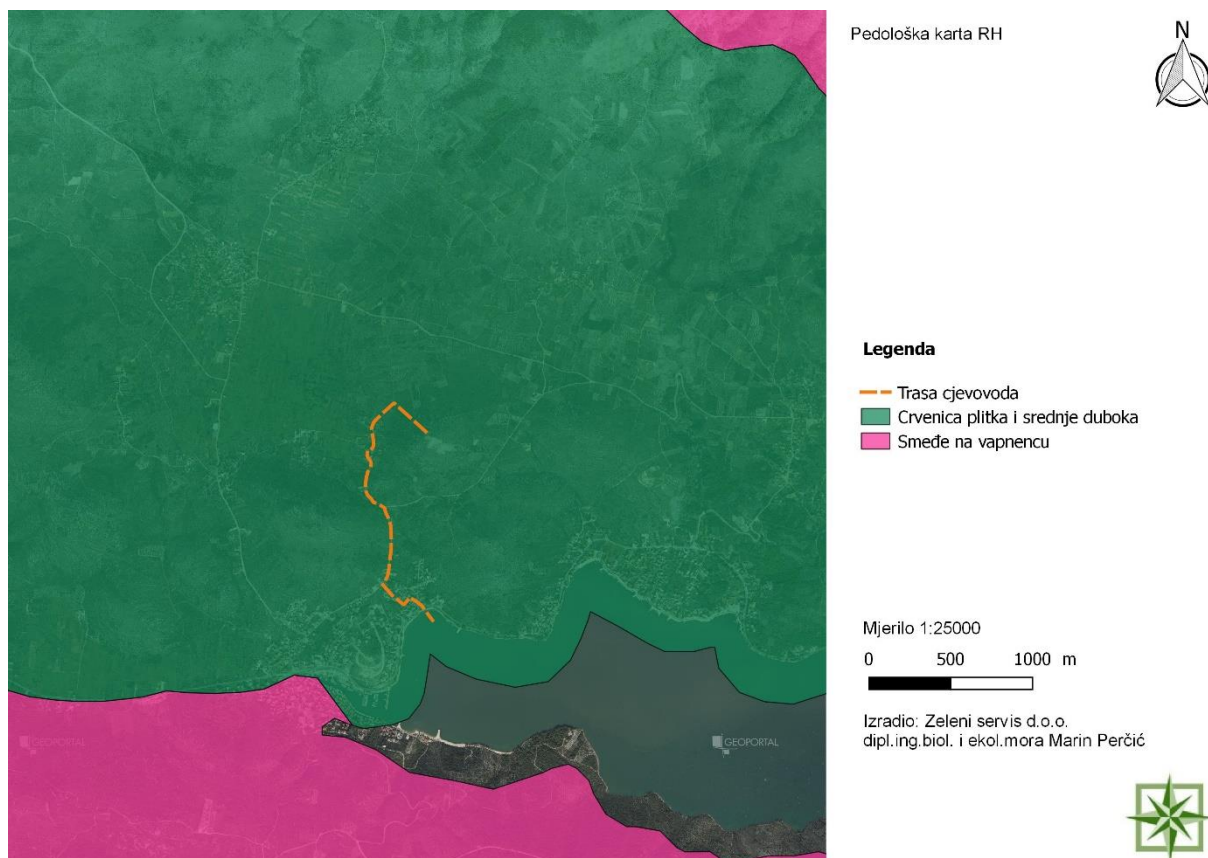 Pedološka karta RH
N
Legenda
Trasa cjevovoda
Crvenica plitka i srednje duboka
Smeđe na vapnencu
Mjerilo 1:25000
0 500 1000 m
Izradio: Zeleni servis d.o.o.
dipl.ing.biol. i ekol.mora Marin Perčić
GEOPORTAL
GEOPORTAL